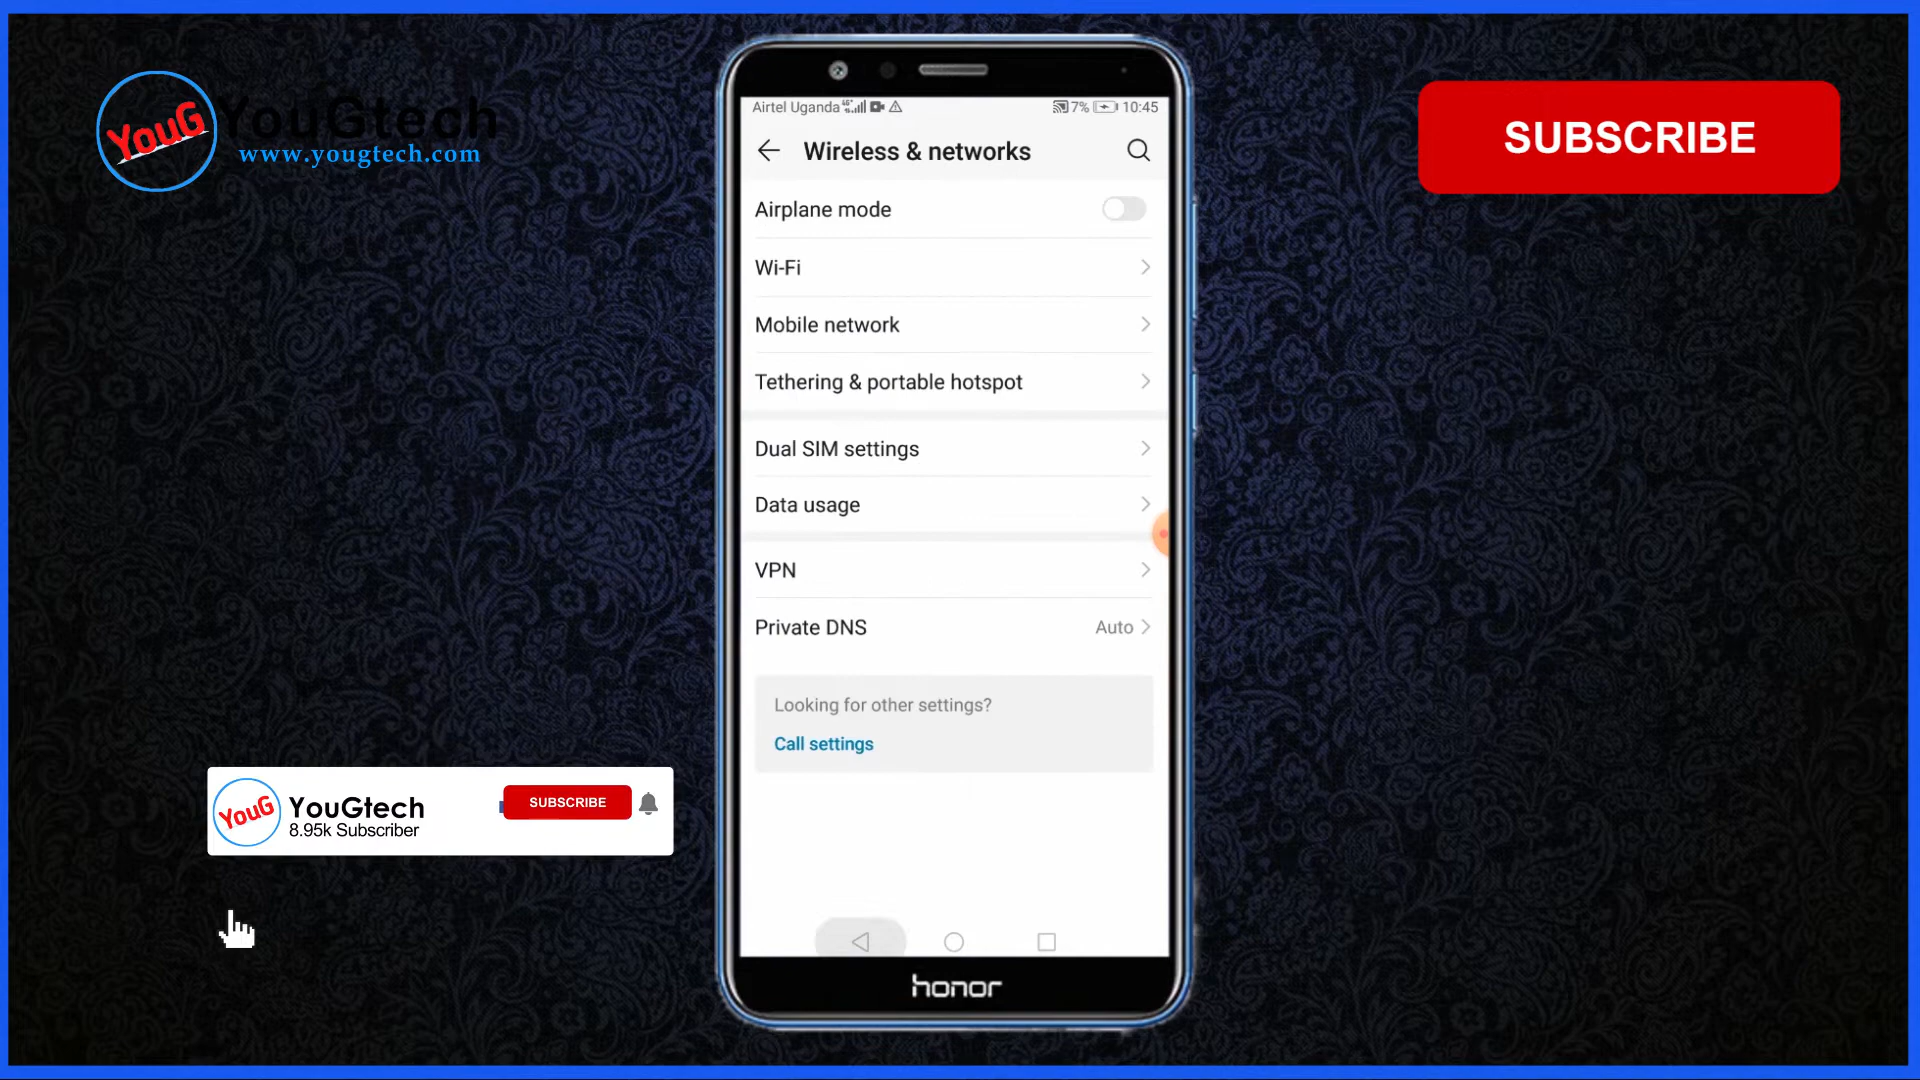 YouG
YouGtech
www.yougtech.com
SUBSCRIBE
Airtel Uganda 7% 10:45
Wireless & networks
Airplane mode
Wi-Fi
Mobile network
Tethering & portable hotspot
Dual SIM settings
Data usage
VPN
Private DNS Auto
Looking for other settings?
Call settings
YouG
YouGtech
8.95k Subscriber
SUBSCRIBE
honor